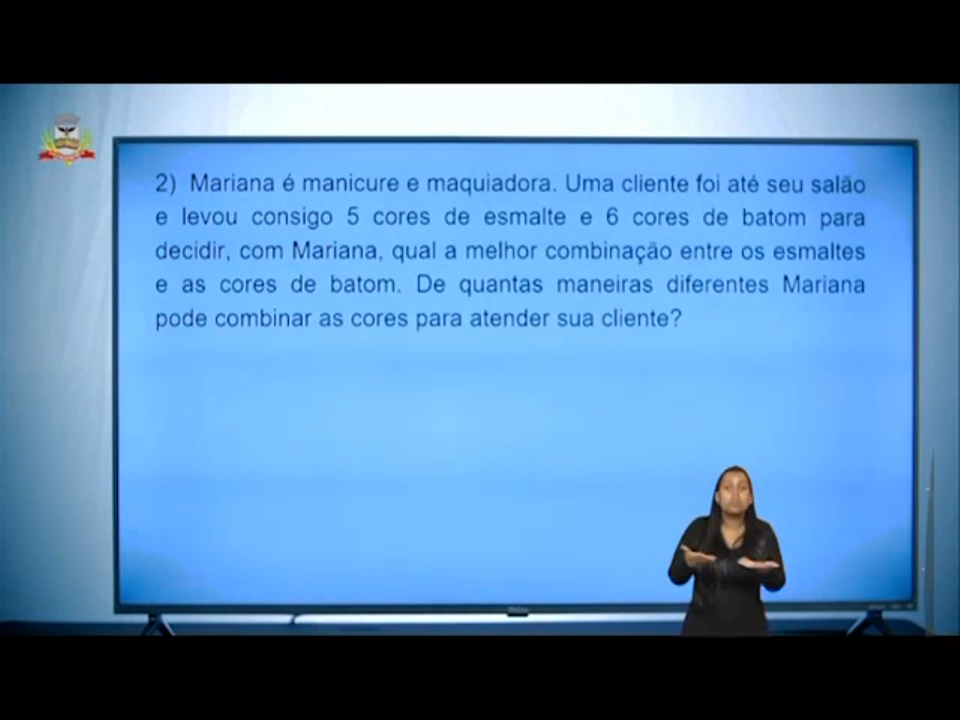 2) Mariana é manicure e maquiadora. Uma cliente foi até seu salão
e levou consigo 5 cores de esmalte e 6 cores de batom para
decidir, com Mariana, qual a melhor combinação entre os esmaltes
e as cores de batom. De quantas maneiras diferentes Mariana
pode combinar as cores para atender sua cliente?